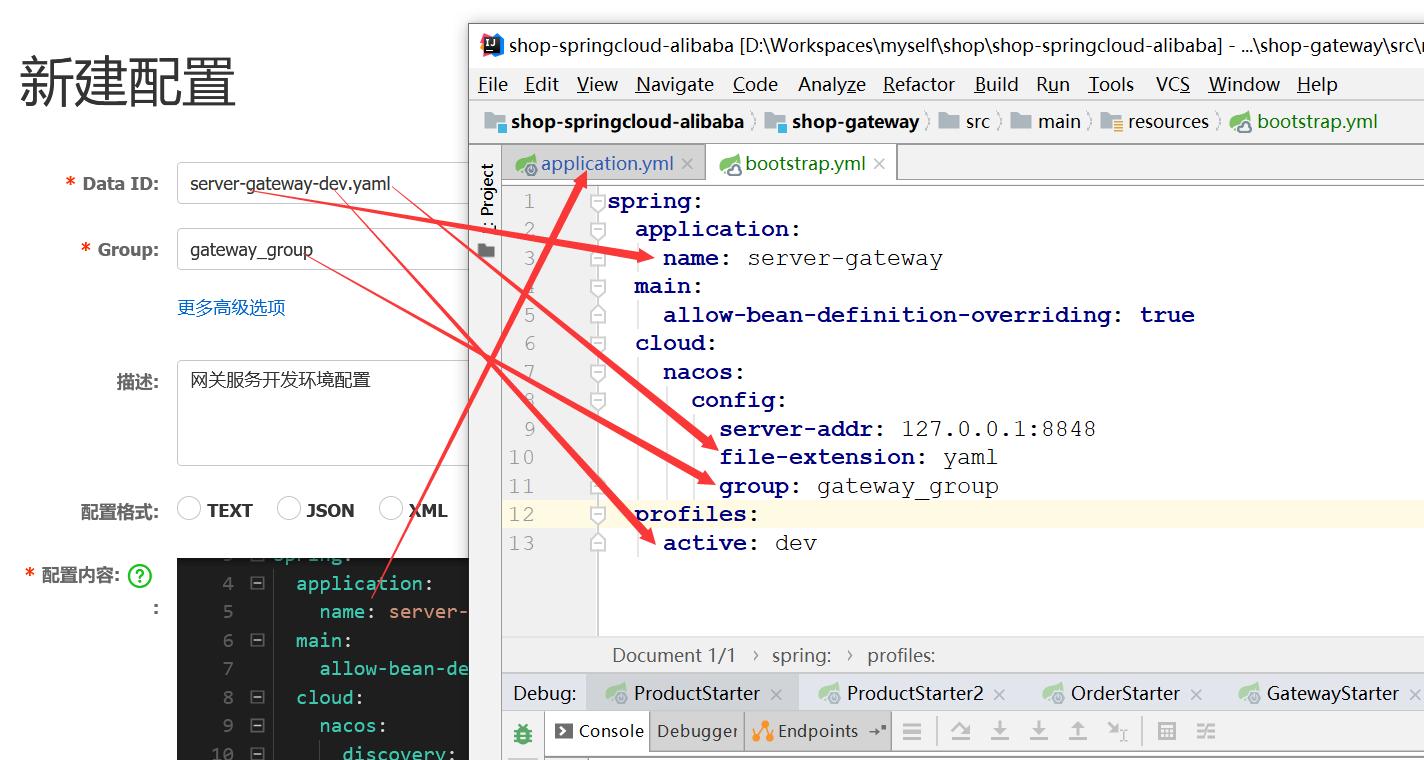 新建配置
* Data ID:
server-gateway-dev.yaml
* Group:
gateway_group
更多高级选项
描述:
网关服务开发环境配置
配置格式:
TEXT
JSON
XML
* 配置内容: ?
:
4 application:
5 name: server-
6 main:
7 allow-bean-de
8 cloud:
9 nacos:
10 discovery:
shop-springcloud-alibaba [D:\Workspaces\myself\shop\shop-springcloud-alibaba] - ...\shop-gateway\src\
File Edit View Navigate Code Analyze Refactor Build Run Tools VCS Window Help
shop-springcloud-alibaba shop-gateway src main resources bootstrap.yml
application.yml
bootstrap.yml
Project
1 spring:
2 application:
3 name: server-gateway
4 main:
5 allow-bean-definition-overriding: true
6 cloud:
7 nacos:
8 config:
9 server-addr: 127.0.0.1:8848
10 file-extension: yaml
11 group: gateway_group
12 profiles:
13 active: dev
Document 1/1 › spring: › profiles:
Debug: ProductStarter ProductStarter2 OrderStarter GatewayStarter
Console Debugger Endpoints